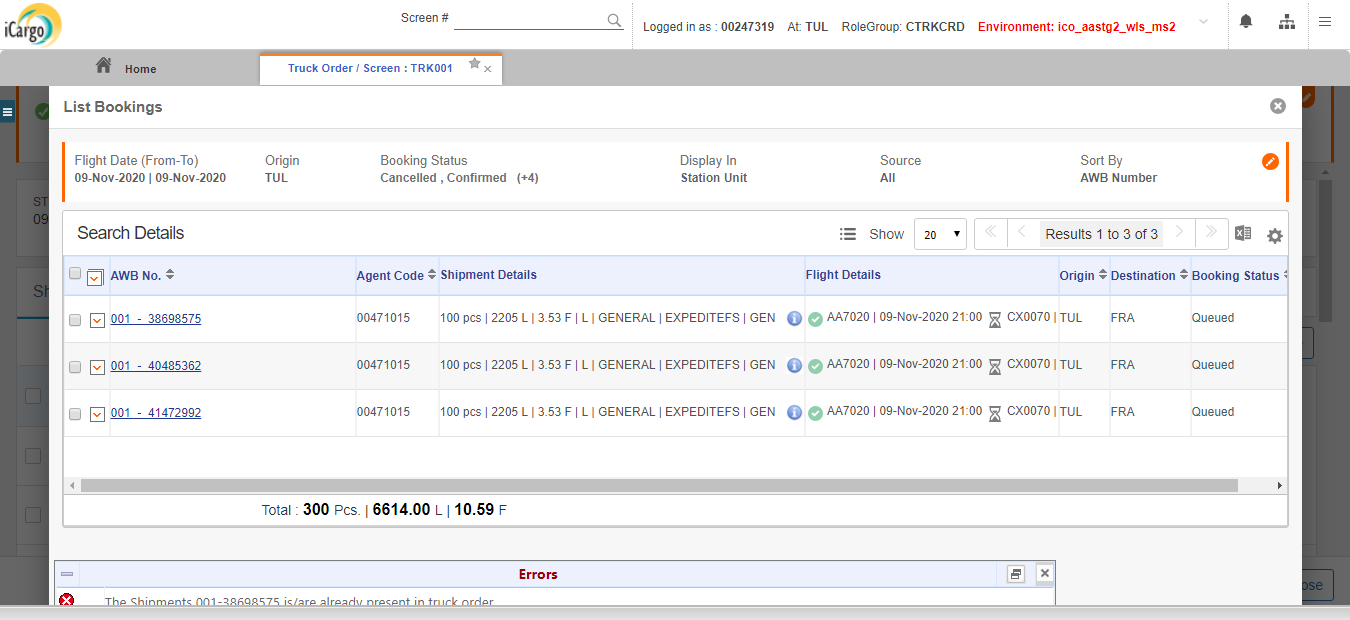 iCargo
Screen #
Logged in as : 00247319 At: TUL RoleGroup: CTRKCRD Environment: ico_aastg2_wls_ms2
Home
Truck Order / Screen : TRK001
List Bookings
Flight Date (From-To) Origin Booking Status Display In Source Sort By
09-Nov-2020 | 09-Nov-2020 TUL Cancelled , Confirmed (+4) Station Unit All AWB Number
ST
09
Search Details Show 20 Results 1 to 3 of 3
AWB No. Agent Code Shipment Details Flight Details Origin Destination Booking Status
Sh
001 - 38698575 00471015 100 pcs | 2205 L | 3.53 F | L | GENERAL | EXPEDITEFS | GEN AA7020 | 09-Nov-2020 21:00 CX0070 | TUL FRA Queued
001 - 40485362 00471015 100 pcs | 2205 L | 3.53 F | L | GENERAL | EXPEDITEFS | GEN AA7020 | 09-Nov-2020 21:00 CX0070 | TUL FRA Queued
001 - 41472992 00471015 100 pcs | 2205 L | 3.53 F | L | GENERAL | EXPEDITEFS | GEN AA7020 | 09-Nov-2020 21:00 CX0070 | TUL FRA Queued
Total : 300 Pcs. | 6614.00 L | 10.59 F
Errors
ose
The Shipments 001-38698575 is/are already present in truck order